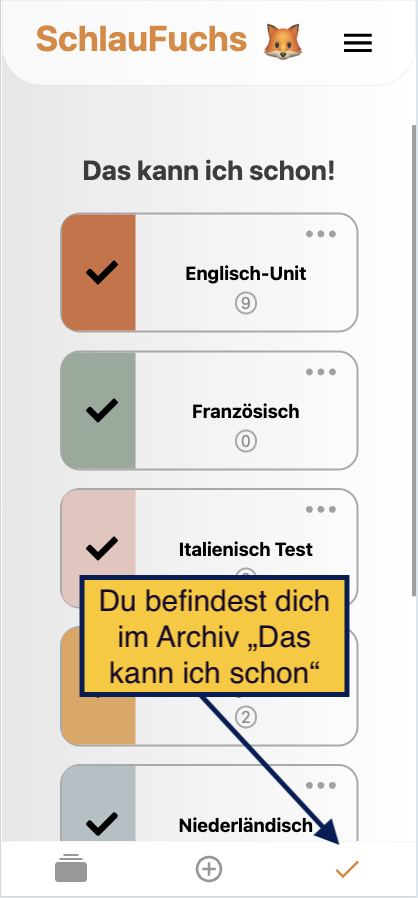 SchlauFuchs
Das kann ich schon!
Englisch-Unit
9
Französisch
0
Italienisch Test
Du befindest dich
im Archiv „Das
kann ich schon“
2
Niederländisch